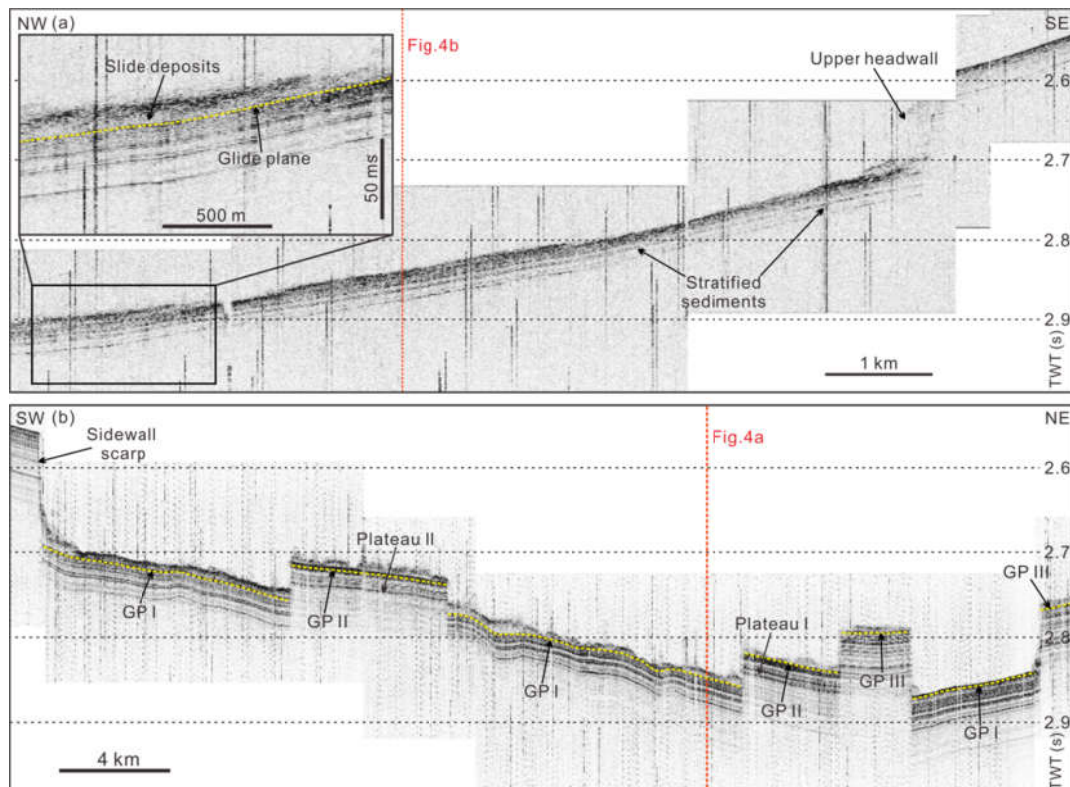 NW (a)
SE
Fig.4b
Slide deposits
Glide plane
50 ms
500 m
Upper headwall
2.6
2.7
2.8
2.9
Stratified
sediments
1 km
TWT (s)
SW (b)
NE
Sidewall
scarp
Fig.4a
2.6
2.7
2.8
2.9
Plateau II
GP I
GP II
GP I
Plateau I
GP II
GP III
GP I
GP III
4 km
TWT (s)